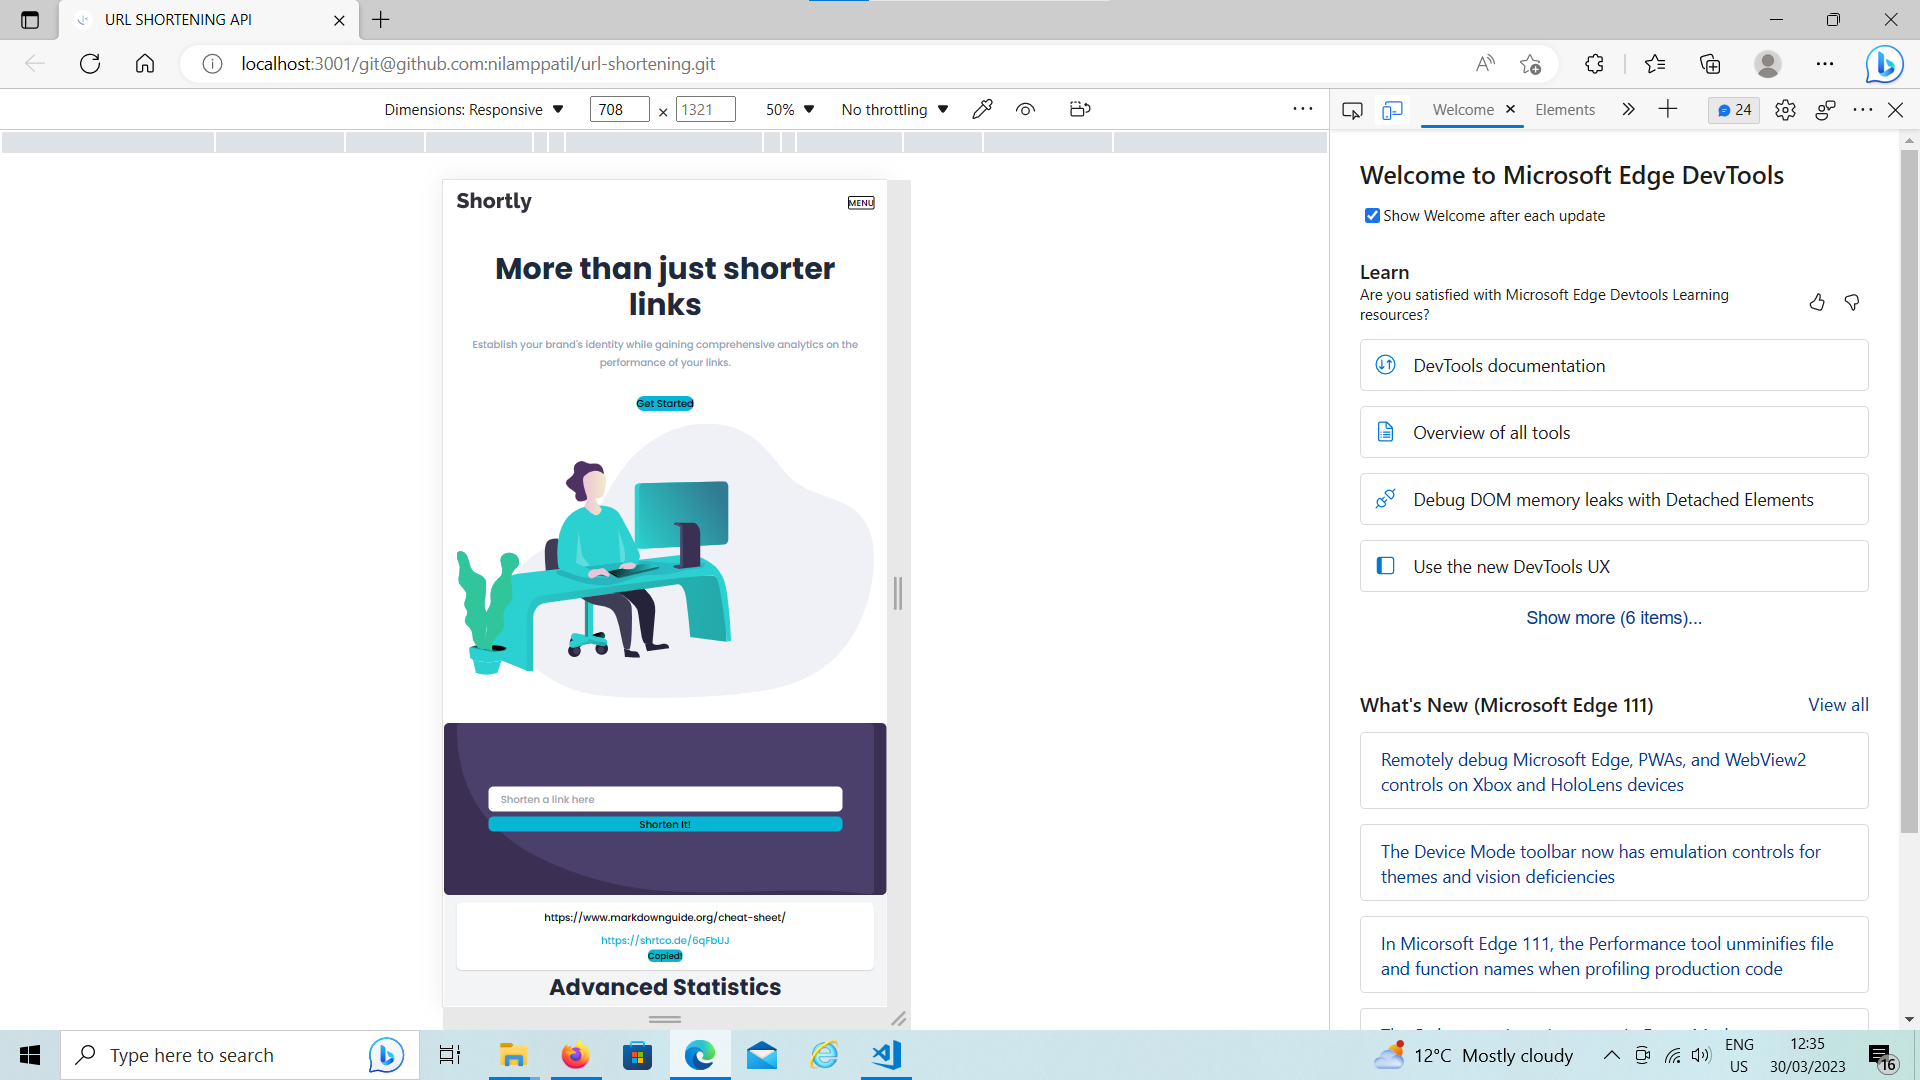 URL SHORTENING API
localhost:3001/git@github.com:nilamppatil/url-shortening.git
Dimensions: Responsive 708 × 1321 50% No throttling
Welcome Elements 24
Shortly
MENU
More than just shorter
links
Establish your brand's identity while gaining comprehensive analytics on the
performance of your links.
Get Started
Shorten a link here
Shorten It!
https://www.markdownguide.org/cheat-sheet/
https://shrtco.de/6qFbUJ
Copied!
Advanced Statistics
Welcome to Microsoft Edge DevTools
Show Welcome after each update
Learn
Are you satisfied with Microsoft Edge Devtools Learning
resources?
DevTools documentation
Overview of all tools
Debug DOM memory leaks with Detached Elements
Use the new DevTools UX
Show more (6 items)...
What's New (Microsoft Edge 111)
View all
Remotely debug Microsoft Edge, PWAs, and WebView2
controls on Xbox and HoloLens devices
The Device Mode toolbar now has emulation controls for
themes and vision deficiencies
In Micorsoft Edge 111, the Performance tool unminifies file
and function names when profiling production code
Type here to search
12°C Mostly cloudy
ENG
US
12:35
30/03/2023
16